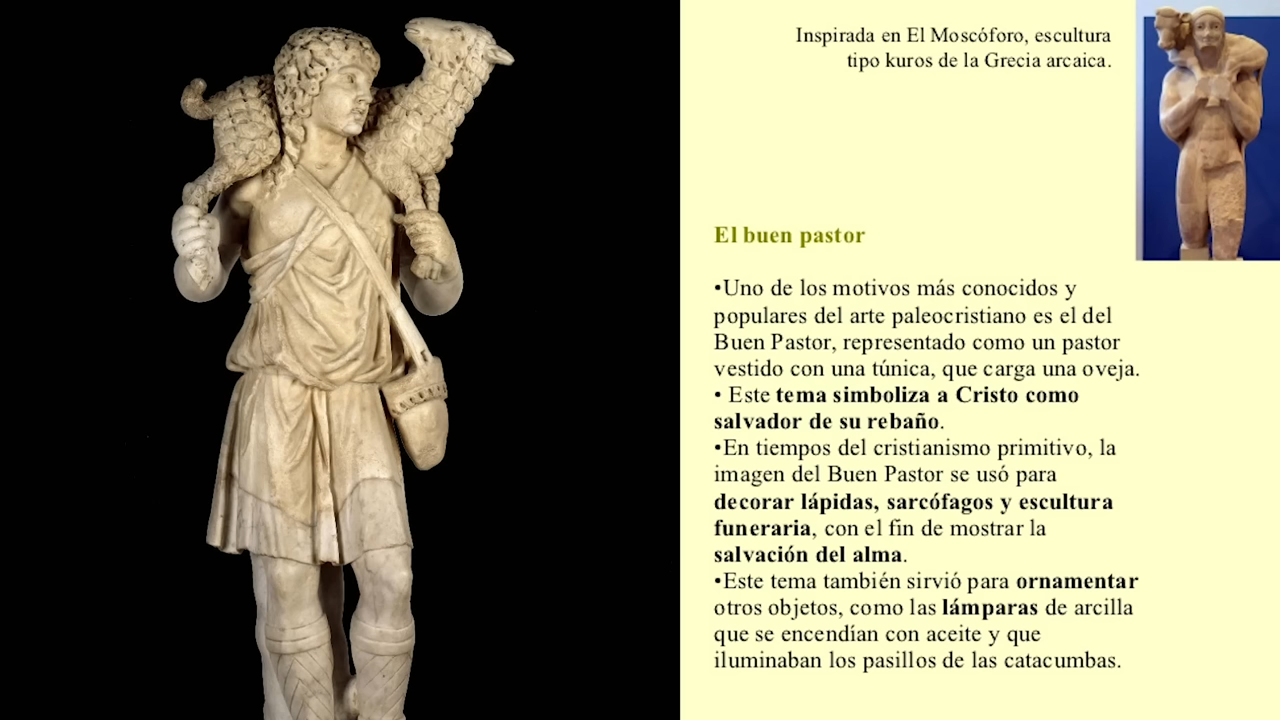 Inspirada en El Moscóforo, escultura
tipo kuros de la Grecia arcaica.
El buen pastor
•Uno de los motivos más conocidos y
populares del arte paleocristiano es el del
Buen Pastor, representado como un pastor
vestido con una túnica, que carga una oveja.
• Este tema simboliza a Cristo como
salvador de su rebaño.
•En tiempos del cristianismo primitivo, la
imagen del Buen Pastor se usó para
decorar lápidas, sarcófagos y escultura
funeraria, con el fin de mostrar la
salvación del alma.
•Este tema también sirvió para ornamentar
otros objetos, como las lámparas de arcilla
que se encendían con aceite y que
iluminaban los pasillos de las catacumbas.